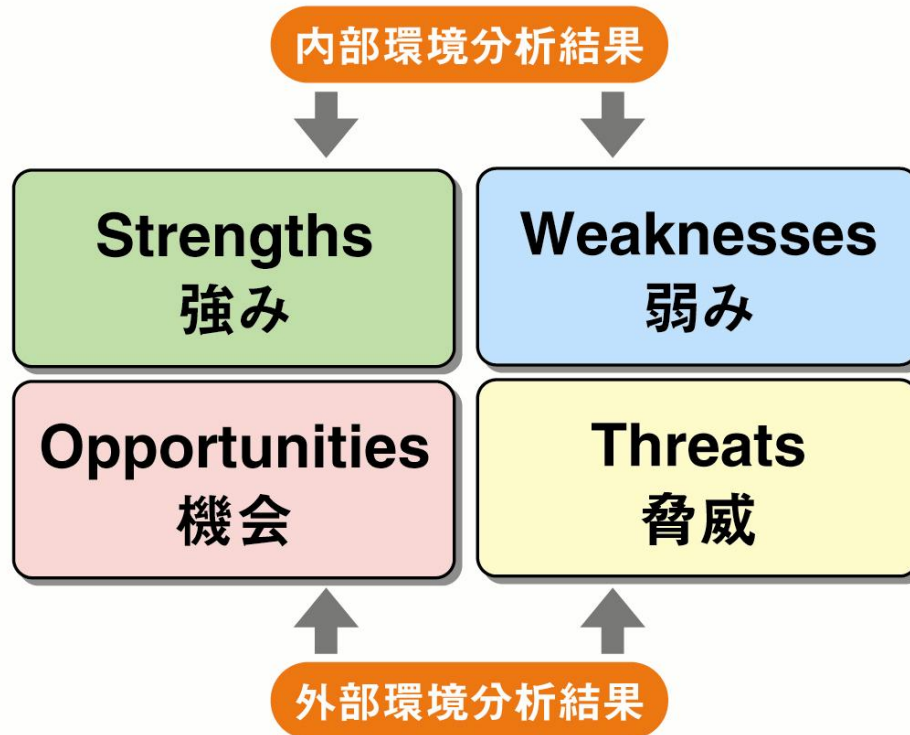 内部環境分析結果
Strengths
強み
Weaknesses
弱み
Opportunities
機会
Threats
脅威
外部環境分析結果